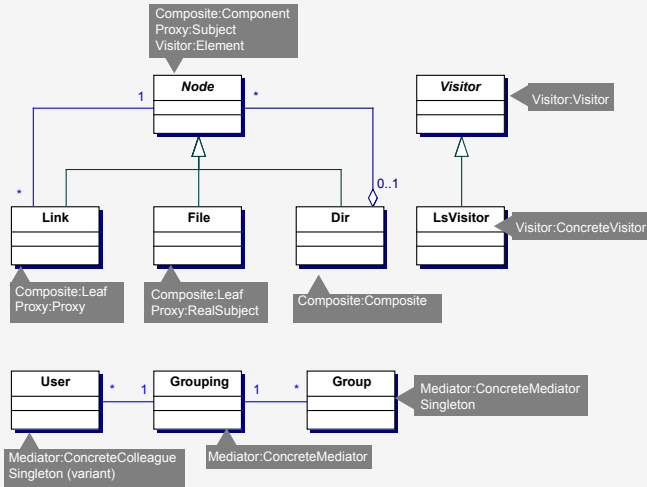 Composite:Component
Proxy:Subject
Visitor:Element
Node
Visitor
Visitor:Visitor
1
*
*
0..1
Link
File
Dir
LsVisitor
Visitor:ConcreteVisitor
Composite:Leaf
Proxy:Proxy
Composite:Leaf
Proxy:RealSubject
Composite:Composite
User
*
1
Grouping
1
*
Group
Mediator:ConcreteMediator
Singleton
Mediator:ConcreteColleague
Singleton (variant)
Mediator:ConcreteMediator